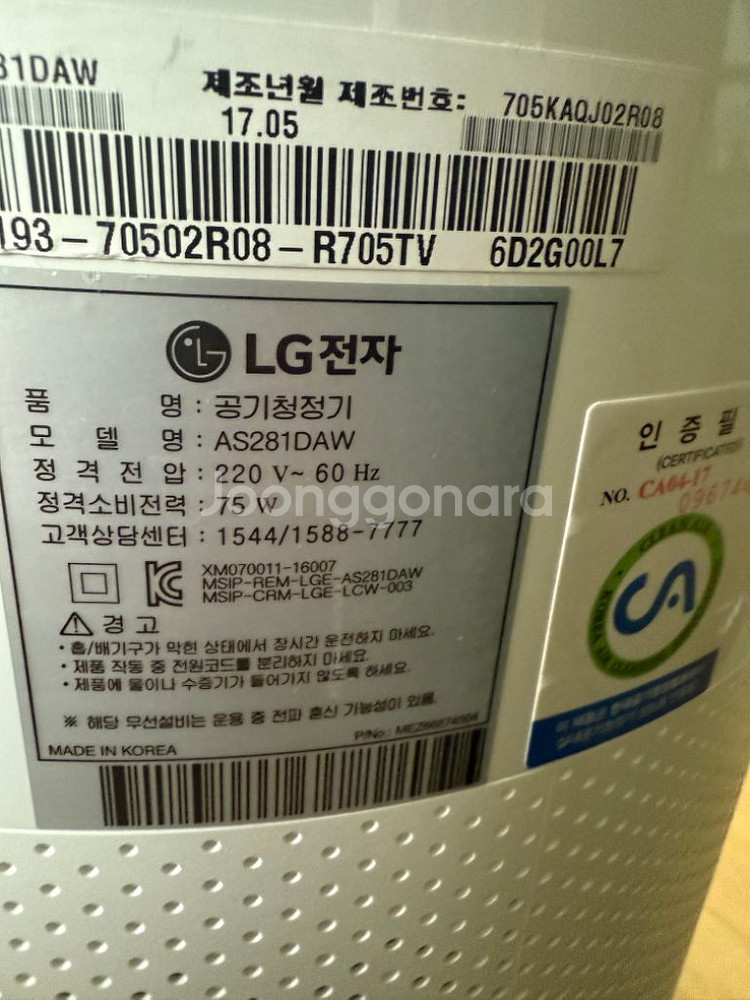 81DAW
제조년월 제조번호: 705KAQJ02R08
17.05
193-70502R08-R705TV 6D2G00L7
LG전자
품 명 : 공기청정기
모 델 명 : AS281DAW
정 격 전 압 : 220 V~ 60 Hz
정격소비전력 : 75 W
고객상담센터 : 1544/1588-7777
Joonggonara
XM070011-16007
MSIP-REM-LGE-AS281DAW
MSIP-CRM-LGE-LCW-003
경 고
• 흡/배기구가 막힌 상태에서 장시간 운전하지 마세요.
• 제품 작동 중 전원코드를 분리하지 마세요.
• 제품에 물이나 수증기가 들어가지 않도록 하세요.
※ 해당 무선설비는 운용 중 전파 혼신 가능성이 있음.
P/No.:
MADE IN KOREA
인 증 필
(CERTIFICATED)
NO. CA04-17
CLEAN AIR